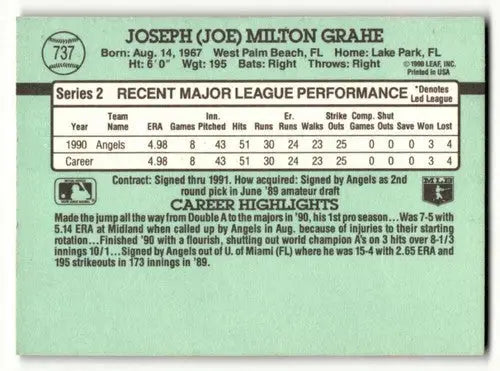 737
JOSEPH (JOE) MILTON GRAHE
Born: Aug. 14, 1967 West Palm Beach, FL Home: Lake Park, FL
Ht: 6'0" Wgt: 195 Bats: Right Throws: Right
©1990 LEAF, INC.
Printed in USA
Series 2 RECENT MAJOR LEAGUE PERFORMANCE *Denotes Led League
Year Team Name ERA Games Inn. Pitched Hits Runs Er. Runs Walks Strike Outs Comp. Games Shut Outs Save Won Lost
1990 Angels 4.98 8 43 51 30 24 23 25 0 0 0 3 4
Career 4.98 8 43 51 30 24 23 25 0 0 0 3 4
Contract: Signed thru 1991. How acquired: Signed by Angels as 2nd
round pick in June '89 amateur draft
CAREER HIGHLIGHTS
Made the jump all the way from Double A to the majors in '90, his 1st pro season...Was 7-5 with
5.14 ERA at Midland when called up by Angels in Aug. because of injuries to their starting
rotation...Finished '90 with a flourish, shutting out world champion A's on 3 hits over 8-1/3
innings 10/1...Signed by Angels out of U. of Miami (FL) where he was 15-4 with 2.65 ERA and
195 strikeouts in 173 innings in '89.